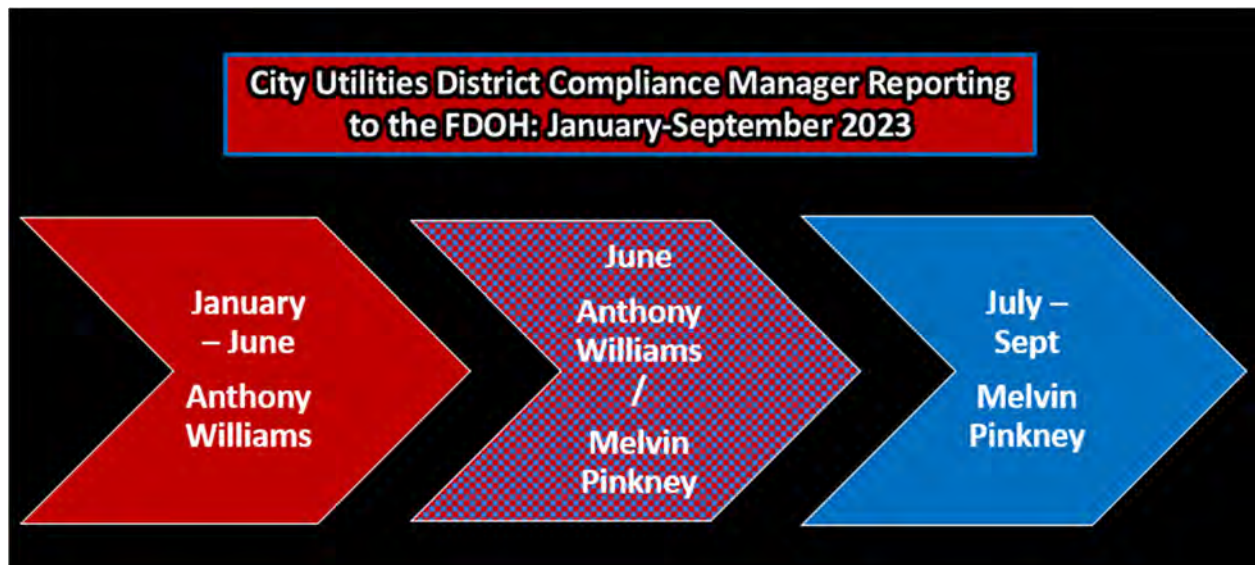 City Utilities District Compliance Manager Reporting
to the FDOH: January-September 2023
January
– June
Anthony
Williams
June
Anthony
Williams
/
Melvin
Pinkney
July –
Sept
Melvin
Pinkney